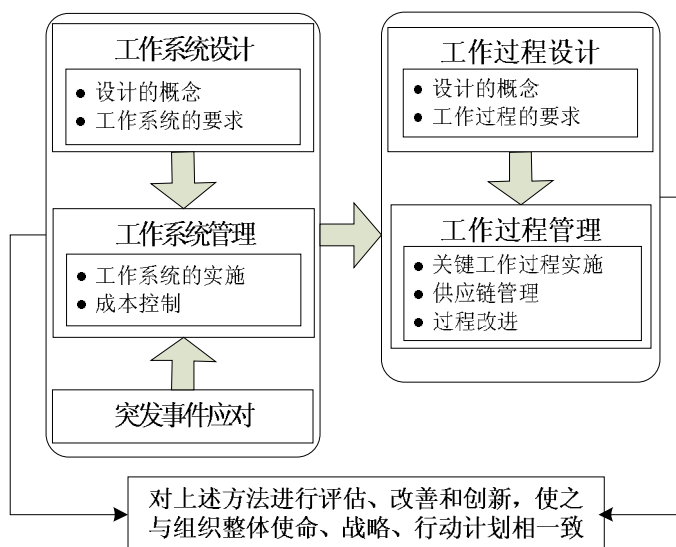 工作系统设计
● 设计的概念
● 工作系统的要求
工作系统管理
● 工作系统的实施
● 成本控制
突发事件应对
工作过程设计
● 设计的概念
● 工作过程的要求
工作过程管理
● 关键工作过程实施
● 供应链管理
● 过程改进
对上述方法进行评估、改善和创新，使之
与组织整体使命、战略、行动计划相一致